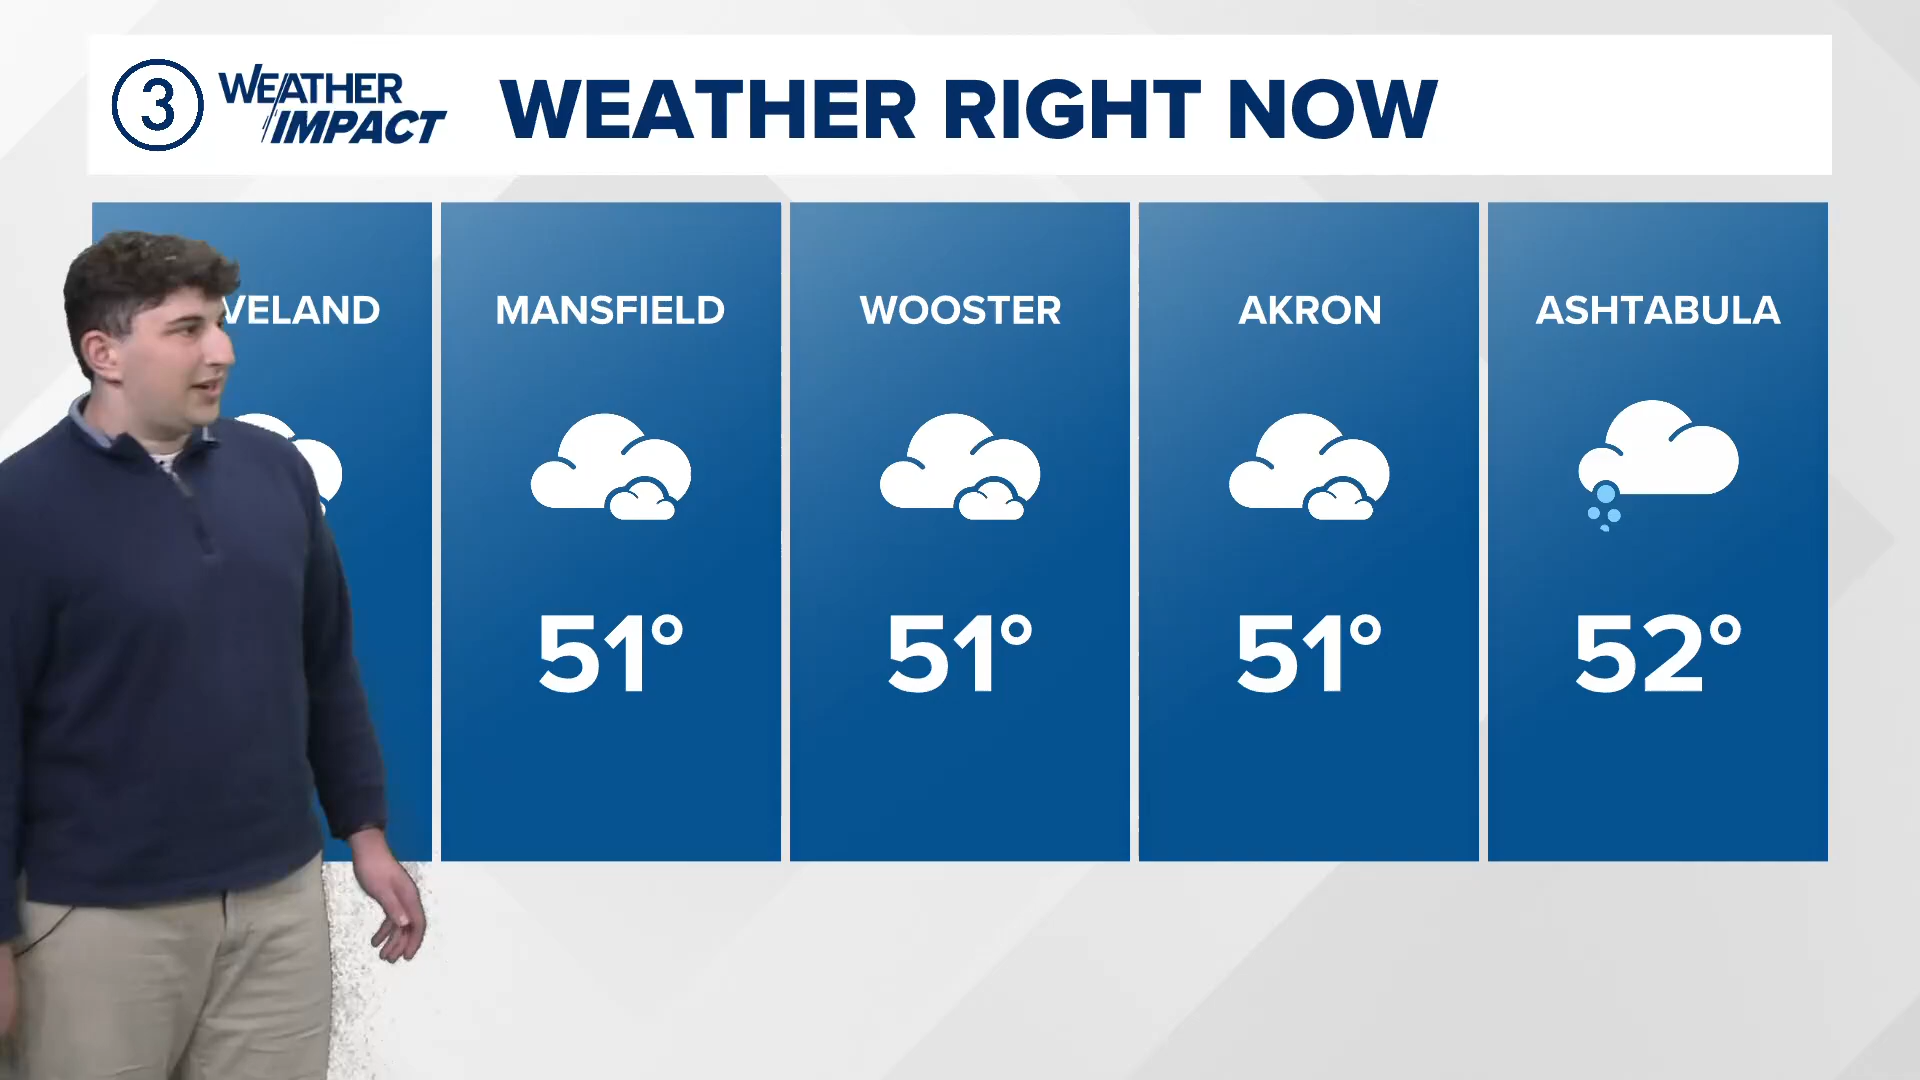 3 WEATHER IMPACT
WEATHER RIGHT NOW
VELAND MANSFIELD WOOSTER AKRON ASHTABULA
51° 51° 51° 52°